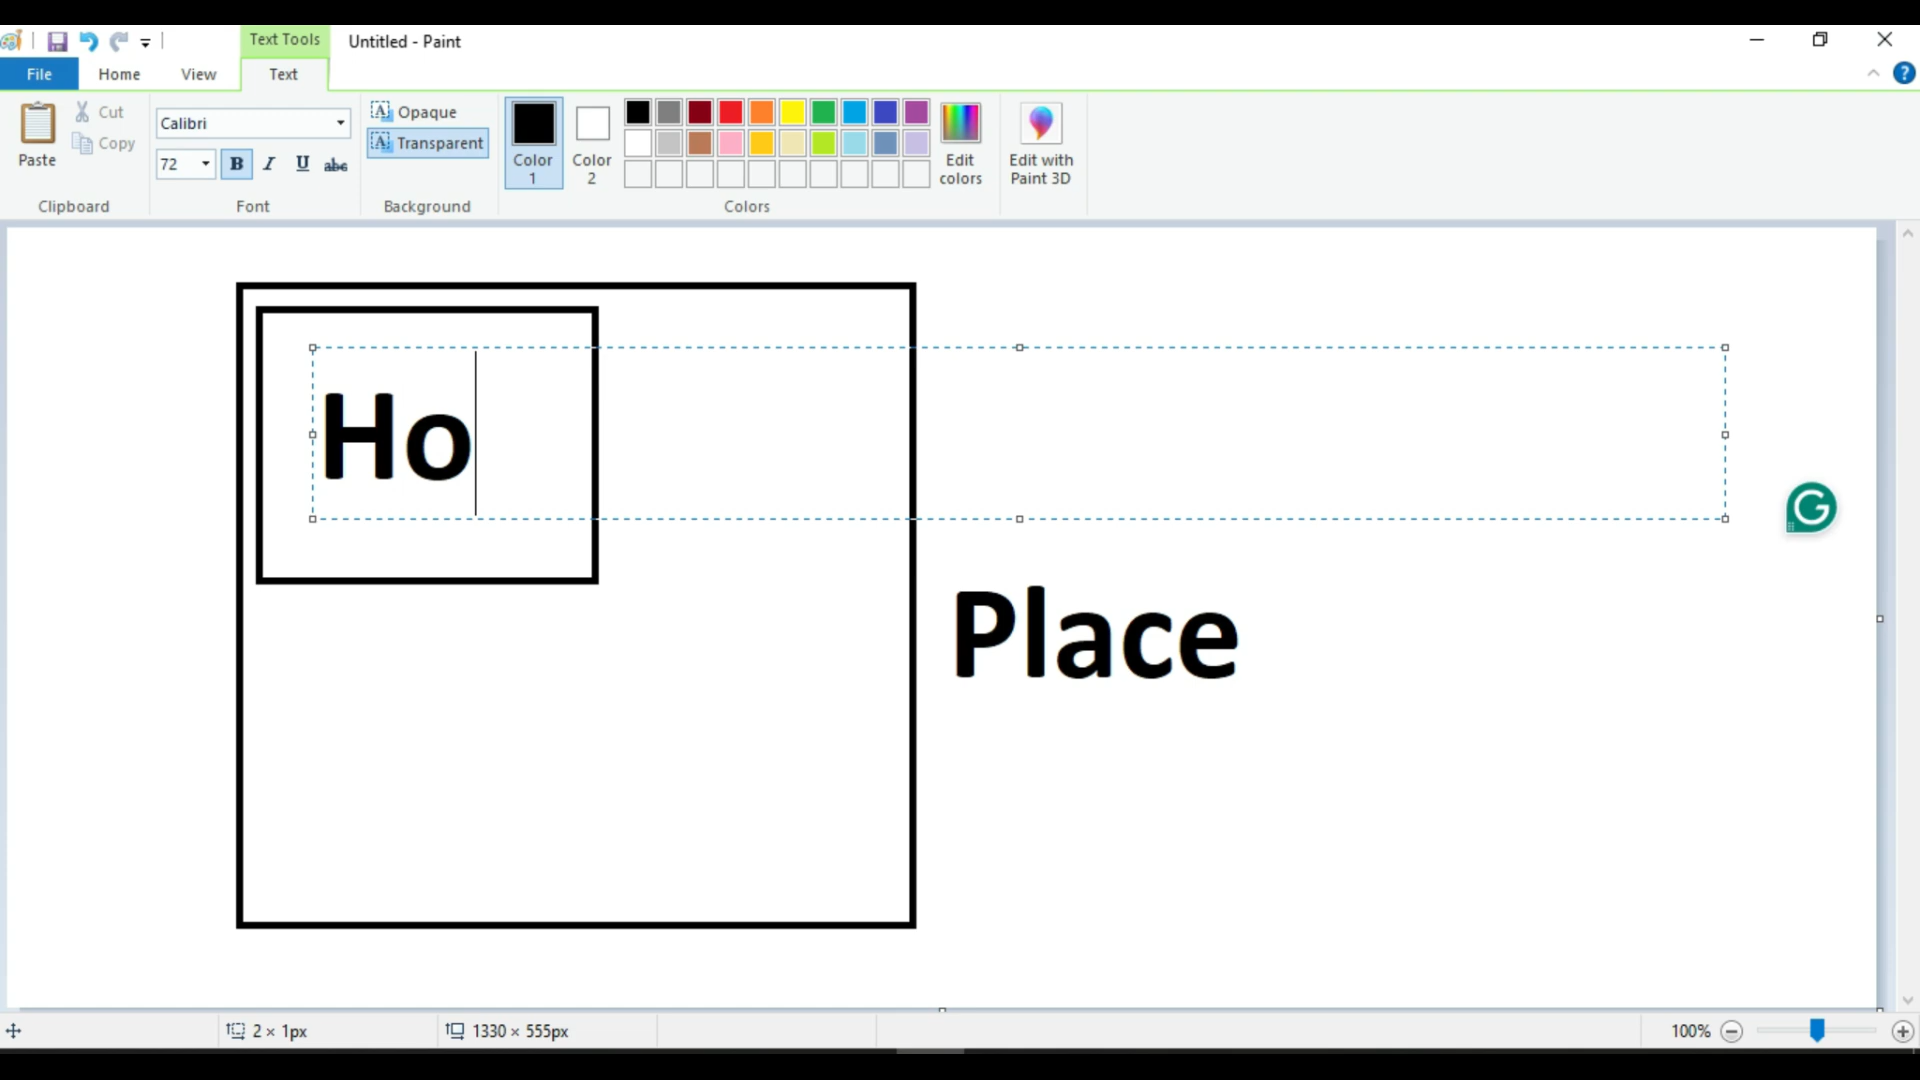 Text Tools Untitled - Paint
File Home View Text
Paste Cut Copy
Calibri
72 B I U abc
Opaque
Transparent
Color 1
Color 2
Edit colors
Edit with Paint 3D
Clipboard Font Background Colors
Ho
G
Place
2 × 1px 1330 × 555px 100%